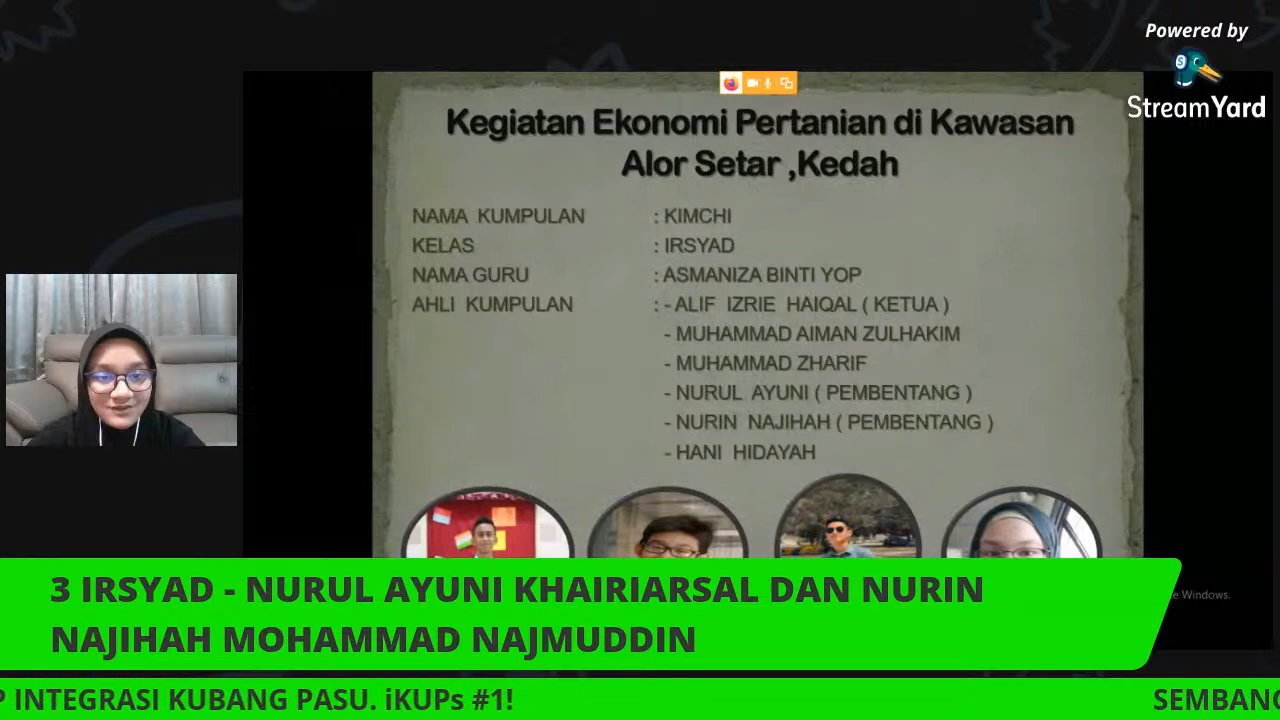 Powered by
StreamYard
Kegiatan Ekonomi Pertanian di Kawasan
Alor Setar ,Kedah
NAMA KUMPULAN : KIMCHI
KELAS : IRSYAD
NAMA GURU : ASMANIZA BINTI YOP
AHLI KUMPULAN : - ALIF IZRIE HAIQAL ( KETUA )
- MUHAMMAD AIMAN ZULHAKIM
- MUHAMMAD ZHARIF
- NURUL AYUNI ( PEMBENTANG )
- NURIN NAJIHAH ( PEMBENTANG )
- HANI HIDAYAH
Windows.
3 IRSYAD - NURUL AYUNI KHAIRIARSAL DAN NURIN
NAJIHAH MOHAMMAD NAJMUDDIN
P INTEGRASI KUBANG PASU. iKUPs #1! SEMBANG